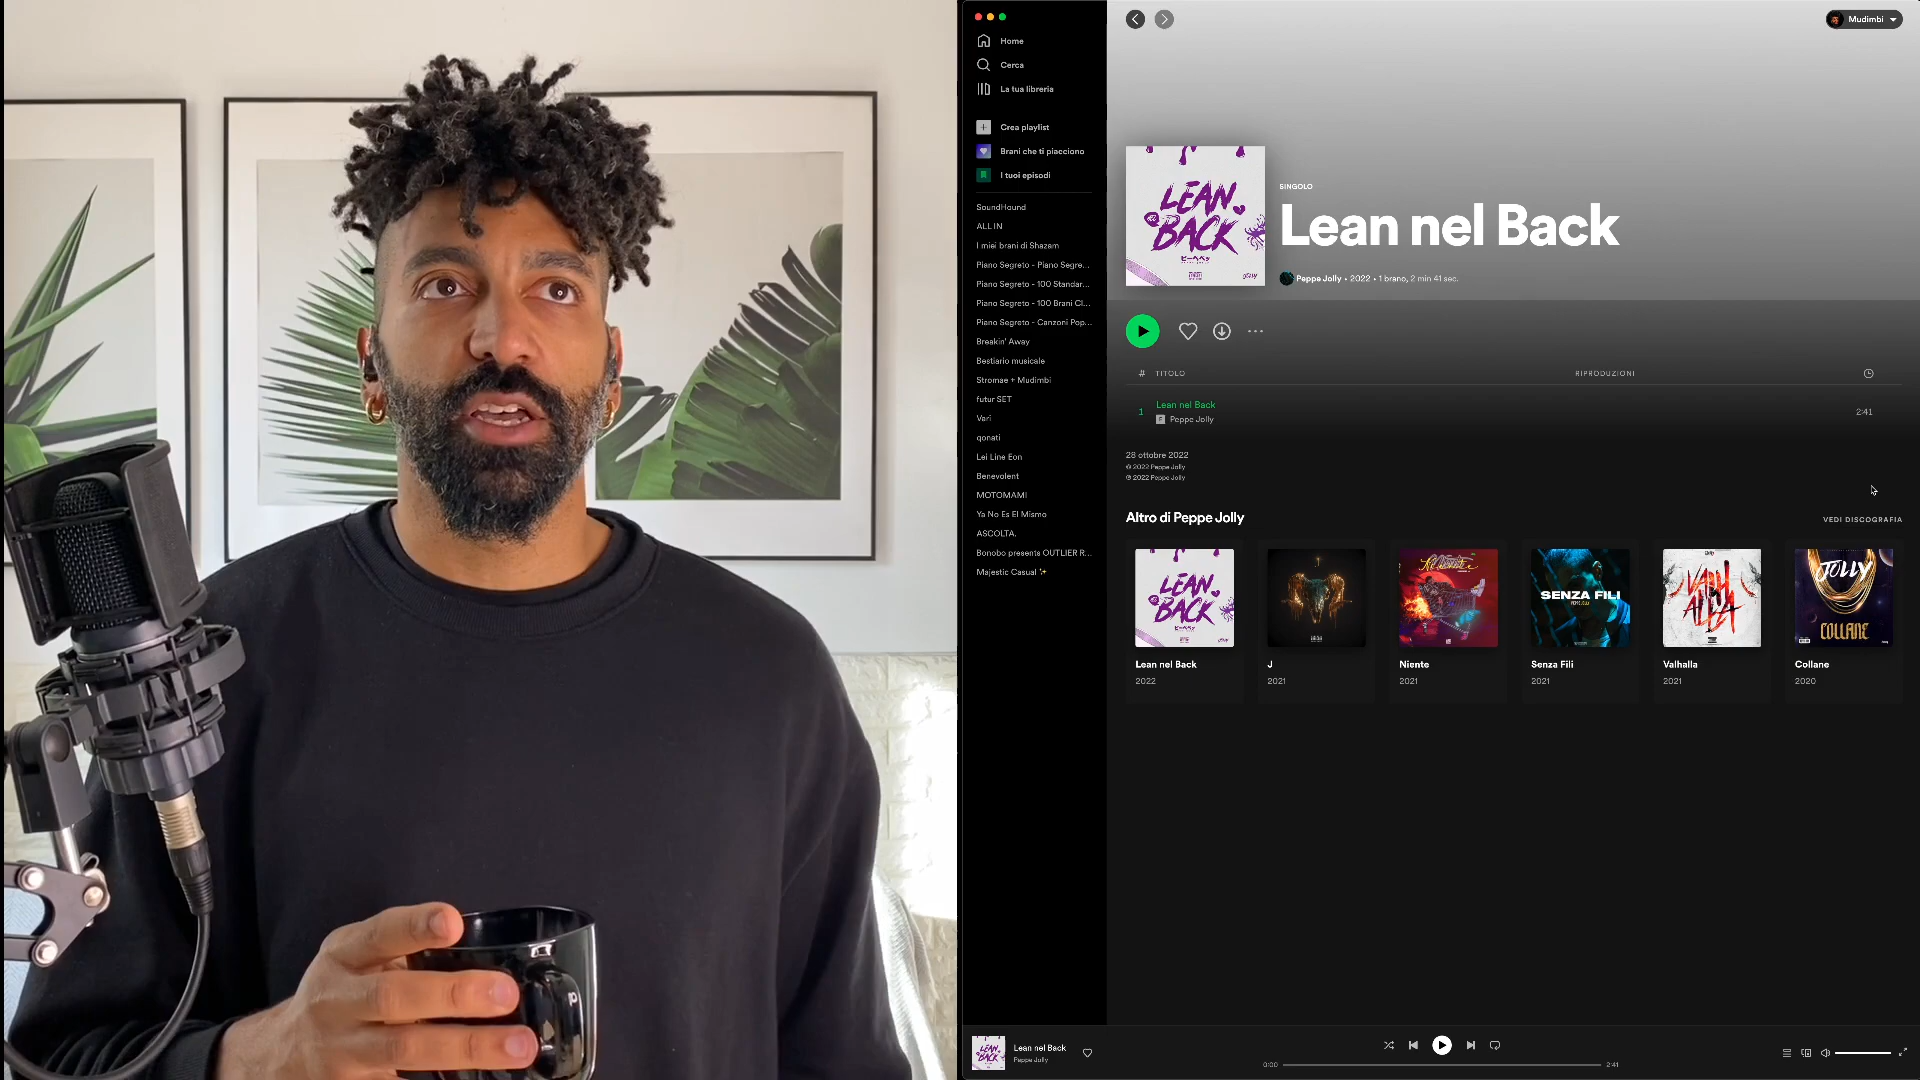 Home
Cerca
La tua libreria
Crea playlist
Brani che ti piacciono
I tuoi episodi
SoundHound
ALL IN
I miei brani di Shazam
Piano Segreto - Piano Segre...
Piano Segreto - 100 Standar...
Piano Segreto - 100 Brani Cl...
Piano Segreto - Canzoni Pop...
Breakin' Away
Bestiario musicale
Stromae + Mudimbi
futur SET
Vari
qonati
Lei Line Eon
Benevolent
MOTOMAMI
Ya No Es El Mismo
ASCOLTA.
Bonobo presents OUTLIER R...
Majestic Casual ✨
Mudimbi
LEAN
BACK
SINGOLO
Lean nel Back
Peppe Jolly • 2022 • 1 brano, 2 min 41 sec.
# TITOLO RIPRODUZIONI
1 Lean nel Back 2:41
E Peppe Jolly
28 ottobre 2022
© 2022 Peppe Jolly
℗ 2022 Peppe Jolly
Altro di Peppe Jolly
VEDI DISCOGRAFIA
LEAN
BACK
Niente
SENZA FILI
JOLLY
COLLANE
Lean nel Back
2022
J
2021
Niente
2021
Senza Fili
2021
Valhalla
2021
Collane
2020
LEAN
BACK
Lean nel Back
Peppe Jolly
0:00
2:41